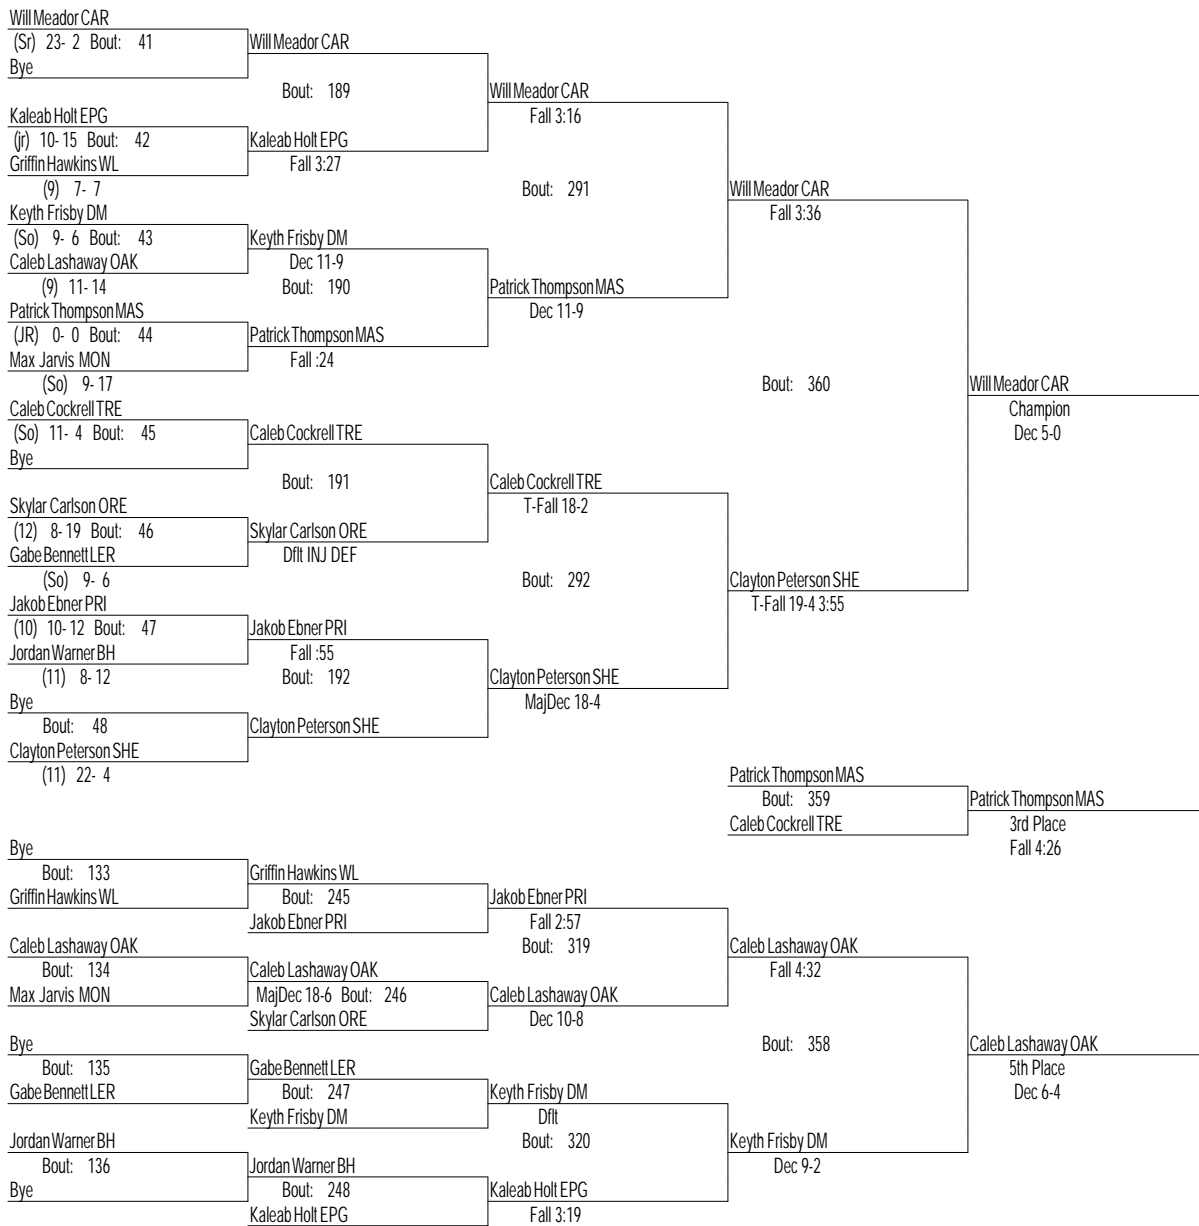 Will Meador CAR
(Sr) 23- 2 Bout: 41
Bye
Will Meador CAR
Bout: 189
Kaleab Holt EPG
(jr) 10- 15 Bout: 42
Griffin Hawkins WL
(9) 7- 7
Kaleab Holt EPG
Fall 3:27
Will Meador CAR
Fall 3:16
Bout: 291
Keyth Frisby DM
(So) 9- 6 Bout: 43
Caleb Lashaway OAK
(9) 11- 14
Keyth Frisby DM
Dec 11-9
Bout: 190
Patrick Thompson MAS
(JR) 0- 0 Bout: 44
Max Jarvis MON
(So) 9- 17
Patrick Thompson MAS
Fall :24
Patrick Thompson MAS
Dec 11-9
Will Meador CAR
Fall 3:36
Bout: 360
Caleb Cockrell TRE
(So) 11- 4 Bout: 45
Bye
Caleb Cockrell TRE
Bout: 191
Skylar Carlson ORE
(12) 8- 19 Bout: 46
Gabe Bennett LER
(So) 9- 6
Skylar Carlson ORE
Dflt INJ DEF
Caleb Cockrell TRE
T-Fall 18-2
Bout: 292
Jakob Ebner PRI
(10) 10- 12 Bout: 47
Jordan Warner BH
(11) 8- 12
Jakob Ebner PRI
Fall :55
Bout: 192
Bye
Bout: 48
Clayton Peterson SHE
(11) 22- 4
Clayton Peterson SHE
Clayton Peterson SHE
MajDec 18-4
Clayton Peterson SHE
T-Fall 19-4 3:55
Will Meador CAR
Champion
Dec 5-0
Patrick Thompson MAS
Bout: 359
Caleb Cockrell TRE
Patrick Thompson MAS
3rd Place
Fall 4:26
Bye
Bout: 133
Griffin Hawkins WL
Griffin Hawkins WL
Bout: 245
Jakob Ebner PRI
Jakob Ebner PRI
Fall 2:57
Bout: 319
Caleb Lashaway OAK
Bout: 134
Max Jarvis MON
Caleb Lashaway OAK
MajDec 18-6 Bout: 246
Skylar Carlson ORE
Caleb Lashaway OAK
Dec 10-8
Caleb Lashaway OAK
Fall 4:32
Bout: 358
Bye
Bout: 135
Gabe Bennett LER
Gabe Bennett LER
Bout: 247
Keyth Frisby DM
Keyth Frisby DM
Dflt
Bout: 320
Jordan Warner BH
Bout: 136
Bye
Jordan Warner BH
Bout: 248
Kaleab Holt EPG
Kaleab Holt EPG
Fall 3:19
Keyth Frisby DM
Dec 9-2
Caleb Lashaway OAK
5th Place
Dec 6-4